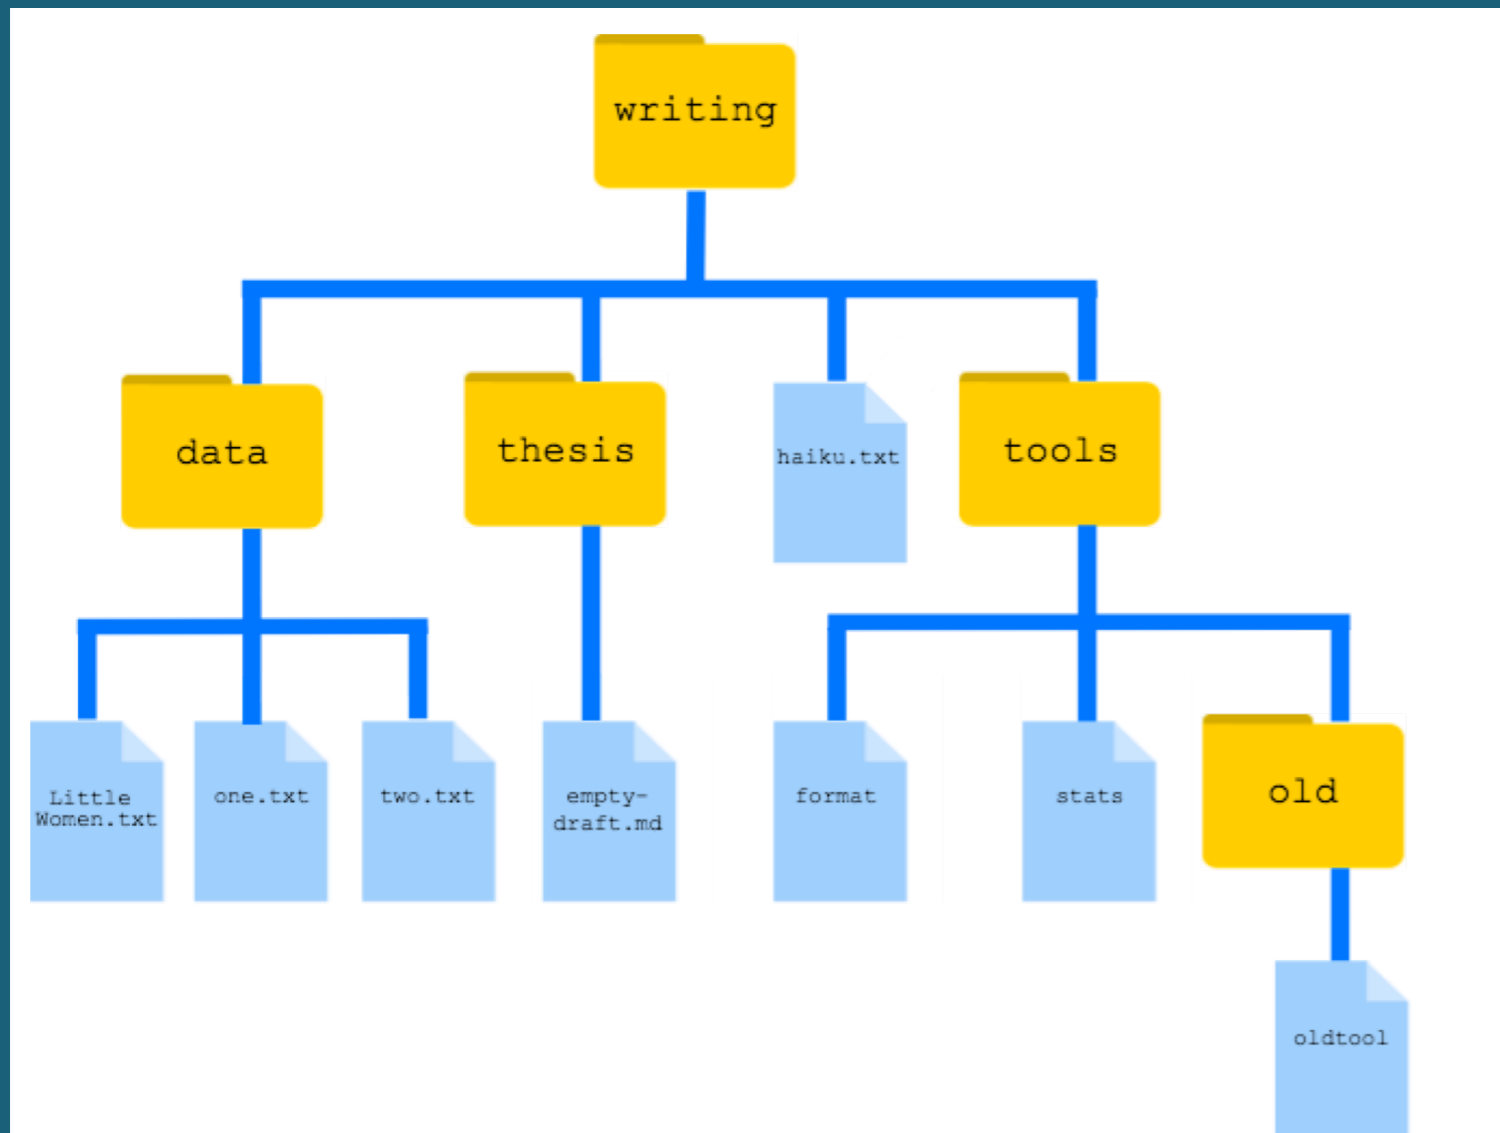 writing
data
thesis
haiku.txt
tools
Little
Women.txt
one.txt
two.txt
empty-
draft.md
format
stats
old
oldtool